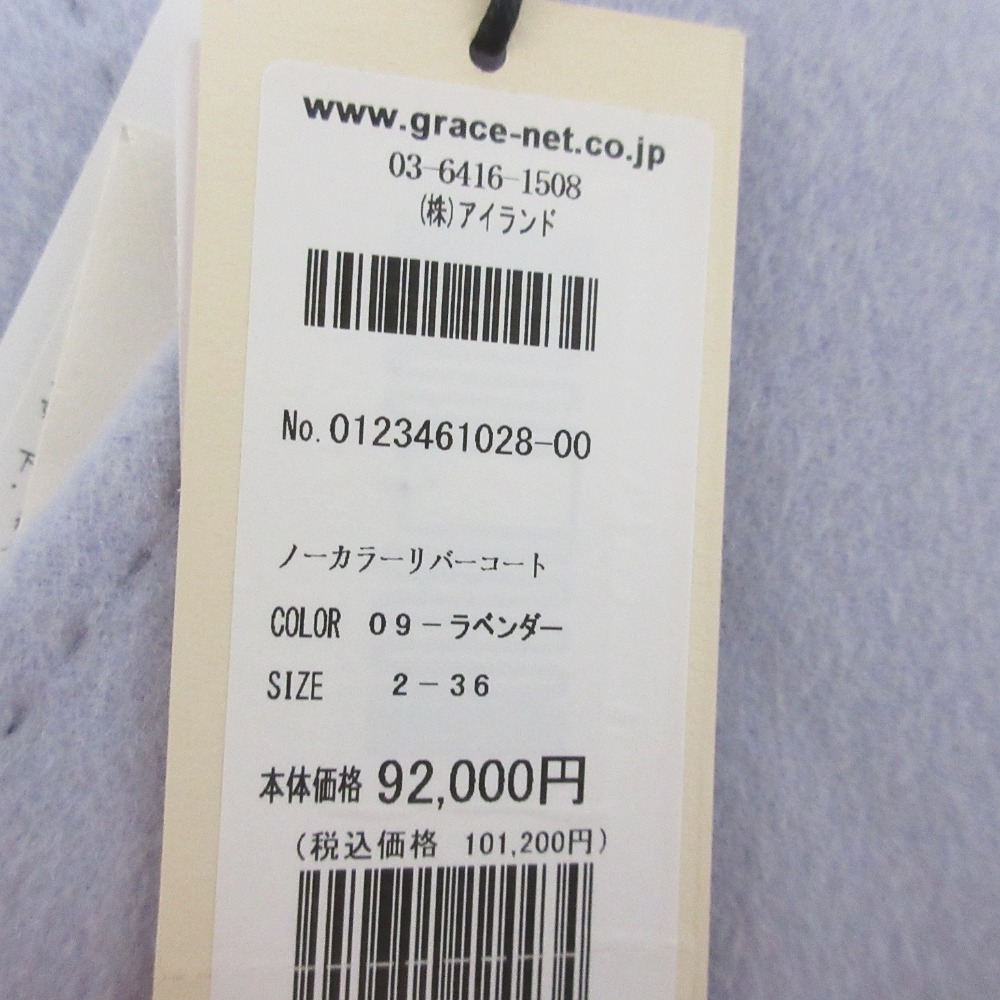 www.grace-net.co.jp
03-6416-1508
(株)アイランド
No.0123461028-00
ノーカラーリバーコート
COLOR 09-ラベンダー
SIZE 2-36
本体価格 92,000円
(税込価格 101,200円)
下